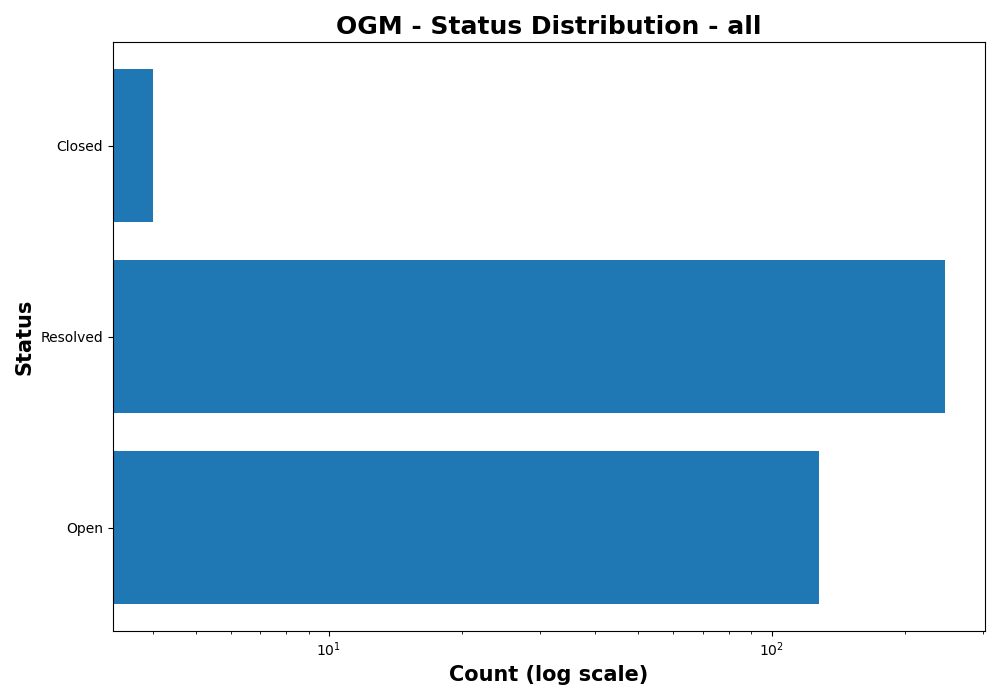 OGM - Status Distribution - all
Status
Closed
Resolved
Open
10¹
10²
Count (log scale)